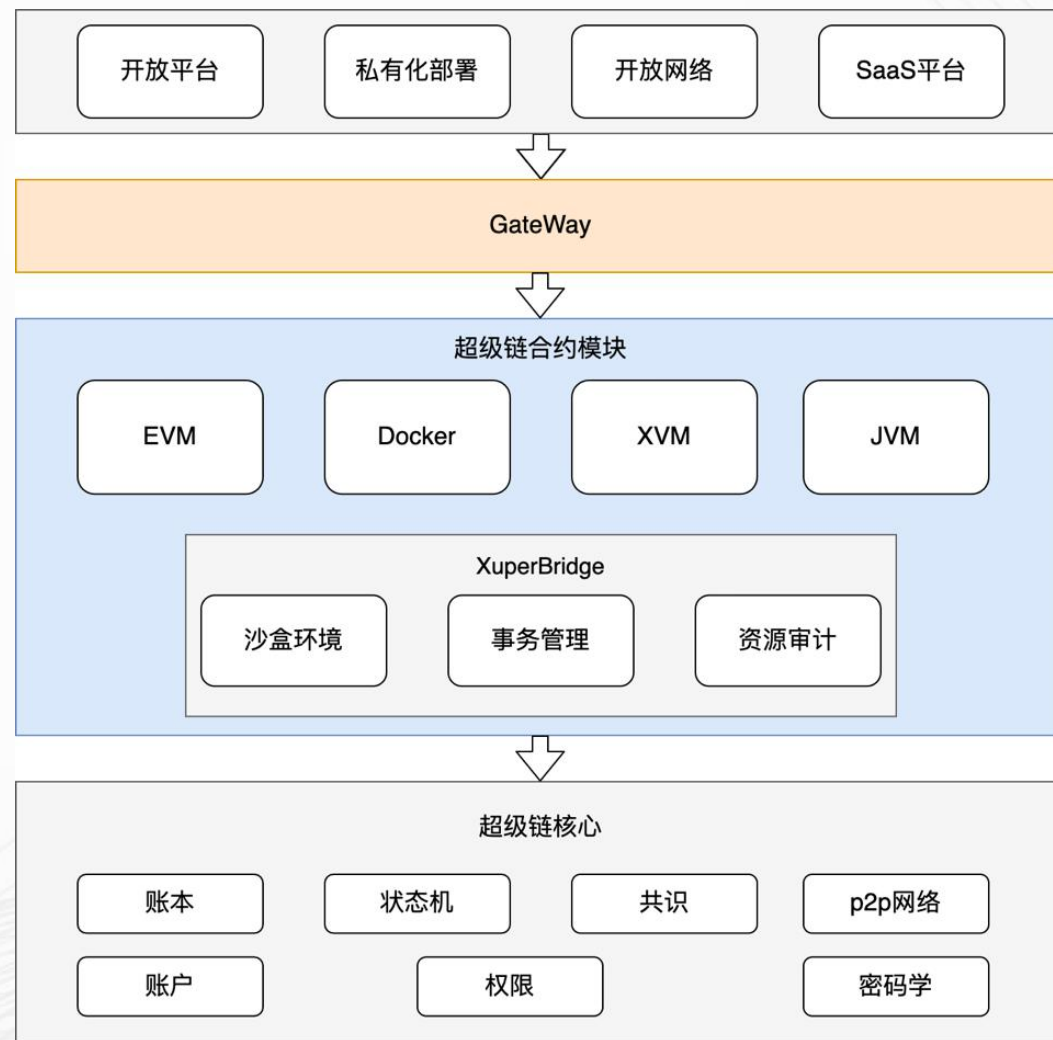 开放平台
私有化部署
开放网络
SaaS平台
GateWay
超级链合约模块
EVM
Docker
XVM
JVM
XuperBridge
沙盒环境
事务管理
资源审计
超级链核心
账本
状态机
共识
p2p网络
账户
权限
密码学